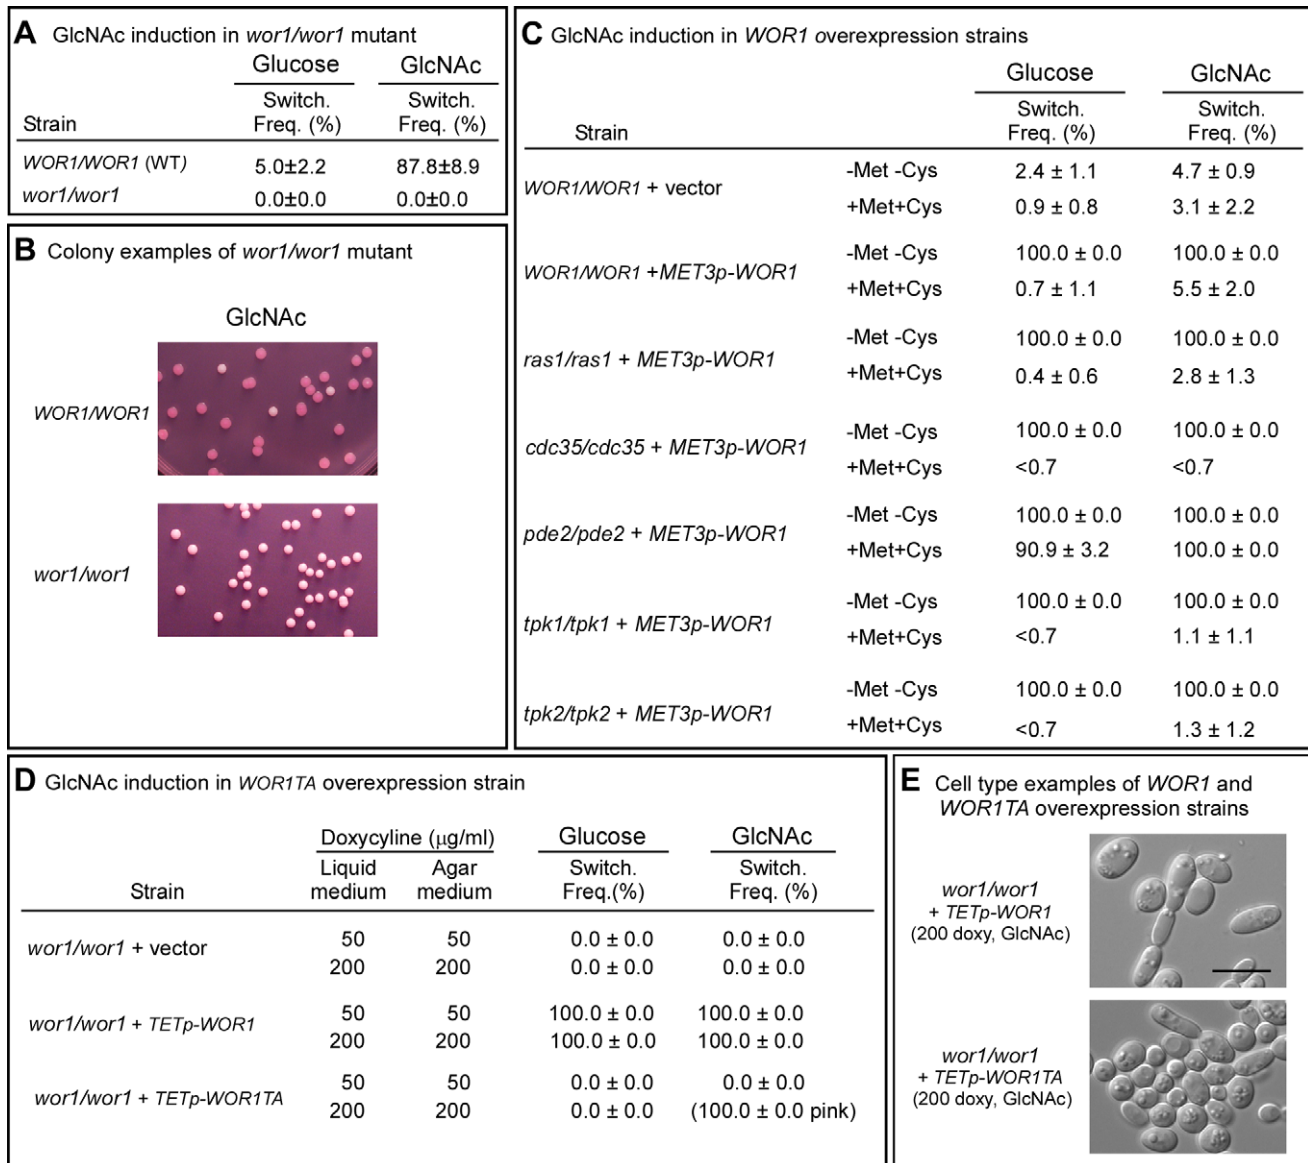 A GlcNAc induction in wor1/wor1 mutant
Glucose GlcNAc
Switch. Switch.
Strain Freq. (%) Freq. (%)
WOR1/WOR1 (WT) 5.0±2.2 87.8±8.9
wor1/wor1 0.0±0.0 0.0±0.0
B Colony examples of wor1/wor1 mutant
GlcNAc
WOR1/WOR1
wor1/wor1
C GlcNAc induction in WOR1 overexpression strains
Glucose GlcNAc
Switch. Switch.
Strain Freq. (%) Freq. (%)
WOR1/WOR1 + vector -Met -Cys 2.4 ± 1.1 4.7 ± 0.9
+Met+Cys 0.9 ± 0.8 3.1 ± 2.2
WOR1/WOR1 +MET3p-WOR1 -Met -Cys 100.0 ± 0.0 100.0 ± 0.0
+Met+Cys 0.7 ± 1.1 5.5 ± 2.0
ras1/ras1 + MET3p-WOR1 -Met -Cys 100.0 ± 0.0 100.0 ± 0.0
+Met+Cys 0.4 ± 0.6 2.8 ± 1.3
cdc35/cdc35 + MET3p-WOR1 -Met -Cys 100.0 ± 0.0 100.0 ± 0.0
+Met+Cys <0.7 <0.7
pde2/pde2 + MET3p-WOR1 -Met -Cys 100.0 ± 0.0 100.0 ± 0.0
+Met+Cys 90.9 ± 3.2 100.0 ± 0.0
tpk1/tpk1 + MET3p-WOR1 -Met -Cys 100.0 ± 0.0 100.0 ± 0.0
+Met+Cys <0.7 1.1 ± 1.1
tpk2/tpk2 + MET3p-WOR1 -Met -Cys 100.0 ± 0.0 100.0 ± 0.0
+Met+Cys <0.7 1.3 ± 1.2
D GlcNAc induction in WOR1TA overexpression strain
Doxycyline (μg/ml) Glucose GlcNAc
Liquid Agar Switch. Switch.
Strain medium medium Freq.(%) Freq. (%)
wor1/wor1 + vector 50 50 0.0 ± 0.0 0.0 ± 0.0
200 200 0.0 ± 0.0 0.0 ± 0.0
wor1/wor1 + TETp-WOR1 50 50 100.0 ± 0.0 100.0 ± 0.0
200 200 100.0 ± 0.0 100.0 ± 0.0
wor1/wor1 + TETp-WOR1TA 50 50 0.0 ± 0.0 0.0 ± 0.0
200 200 0.0 ± 0.0 (100.0 ± 0.0 pink)
E Cell type examples of WOR1 and
WOR1TA overexpression strains
wor1/wor1
+ TETp-WOR1
(200 doxy, GlcNAc)
wor1/wor1
+ TETp-WOR1TA
(200 doxy, GlcNAc)